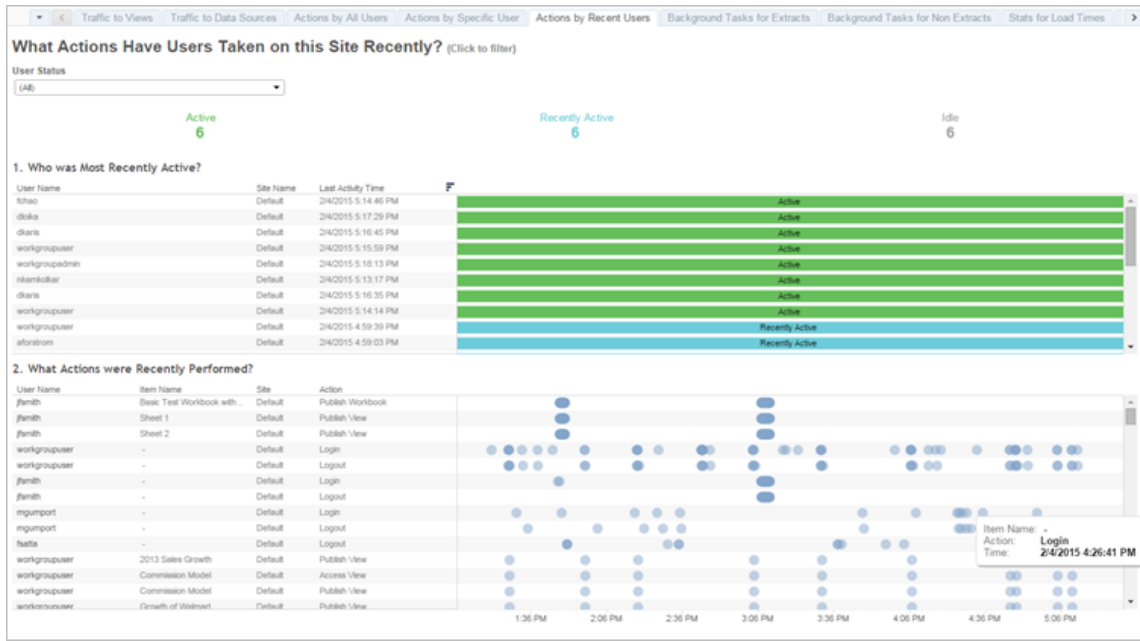 Traffic to Views Traffic to Data Sources Actions by All Users Actions by Specific User Actions by Recent Users Background Tasks for Extracts Background Tasks for Non Extracts Stats for Load Times
What Actions Have Users Taken on this Site Recently? (Click to filter)
User Status
(All)
Active Recently Active Idle
6 6 6
1. Who was Most Recently Active?
User Name Site Name Last Activity Time
fchao Default 2/4/2015 5:14:46 PM Active
dloika Default 2/4/2015 5:17:29 PM Active
dkaris Default 2/4/2015 5:16:45 PM Active
workgroupuser Default 2/4/2015 5:15:59 PM Active
workgroupadmin Default 2/4/2015 5:18:13 PM Active
nkamkolkar Default 2/4/2015 5:13:17 PM Active
dkaris Default 2/4/2015 5:16:35 PM Active
workgroupuser Default 2/4/2015 5:14:14 PM Active
workgroupuser Default 2/4/2015 4:59:39 PM Recently Active
aforstrom Default 2/4/2015 4:59:03 PM Recently Active
2. What Actions were Recently Performed?
User Name Item Name Site Action
jfsmith Basic Test Workbook with .. Default Publish Workbook
jfsmith Sheet 1 Default Publish View
jfsmith Sheet 2 Default Publish View
workgroupuser - Default Login
workgroupuser - Default Logout
jfsmith - Default Login
jfsmith - Default Logout
mgumport - Default Login
mgumport - Default Logout
fsatta - Default Logout
workgroupuser 2013 Sales Growth Default Publish View
workgroupuser Commission Model Default Access View
workgroupuser Commission Model Default Publish View
workgroupuser Growth of Walmart Default Publish View
Item Name: -
Action: Login
Time: 2/4/2015 4:26:41 PM
1:36 PM 2:06 PM 2:36 PM 3:06 PM 3:36 PM 4:06 PM 4:36 PM 5:06 PM